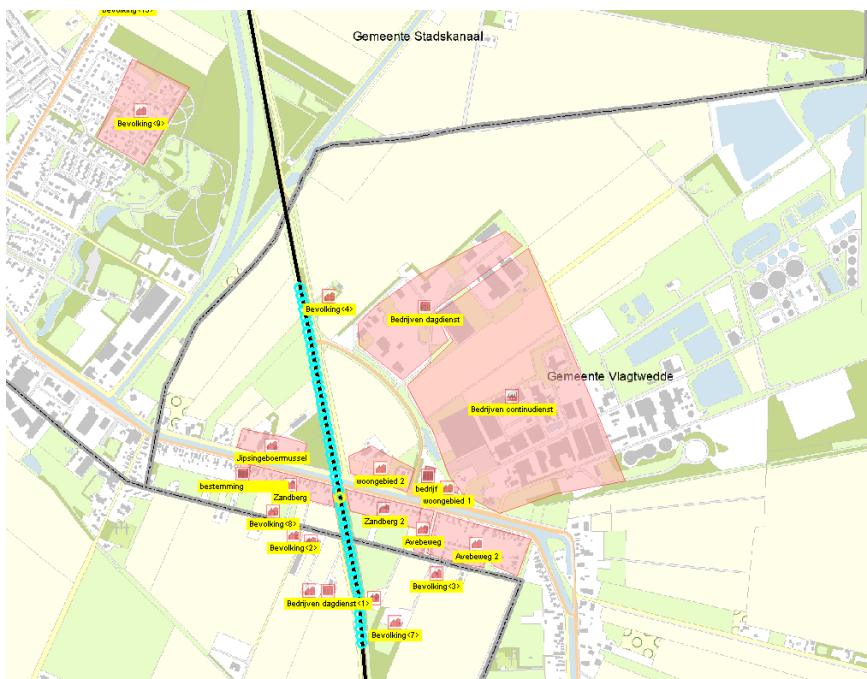 Bevolking<13>
Gemeente Stadskanaal
Bevolking<9>
Bevolking<4>
Bedrijven dagdienst
Gemeente Vlagtwedde
Bedrijven continudienst
Jipsingeboermussel
bestemming
woongebied 2
bedrijf
woongebied 1
Zandberg
Zandberg 2
Bevolking<8>
Avebeweg
Bevolking<2>
Avebeweg 2
Bevolking<3>
Bedrijven dagdienst<1>
Bevolking<7>